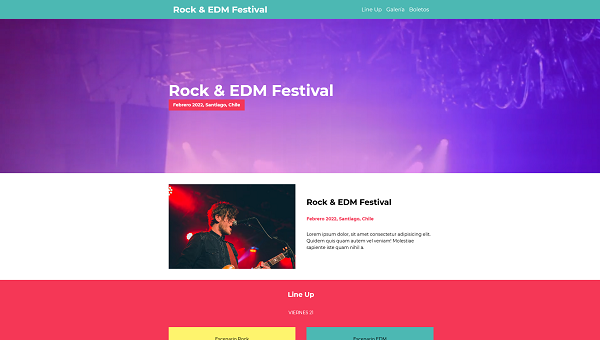 Rock & EDM Festival
Line Up Galería Boletos
Rock & EDM Festival
Febrero 2022, Santiago, Chile
Rock & EDM Festival
Febrero 2022, Santiago, Chile
Lorem ipsum dolor, sit amet consectetur adipisicing elit.
Quidem quis quam autem vel veniam! Molestiae
sapiente iste quam nihil a.
Line Up
VIERNES 21
Escenario Rock
Escenario EDM